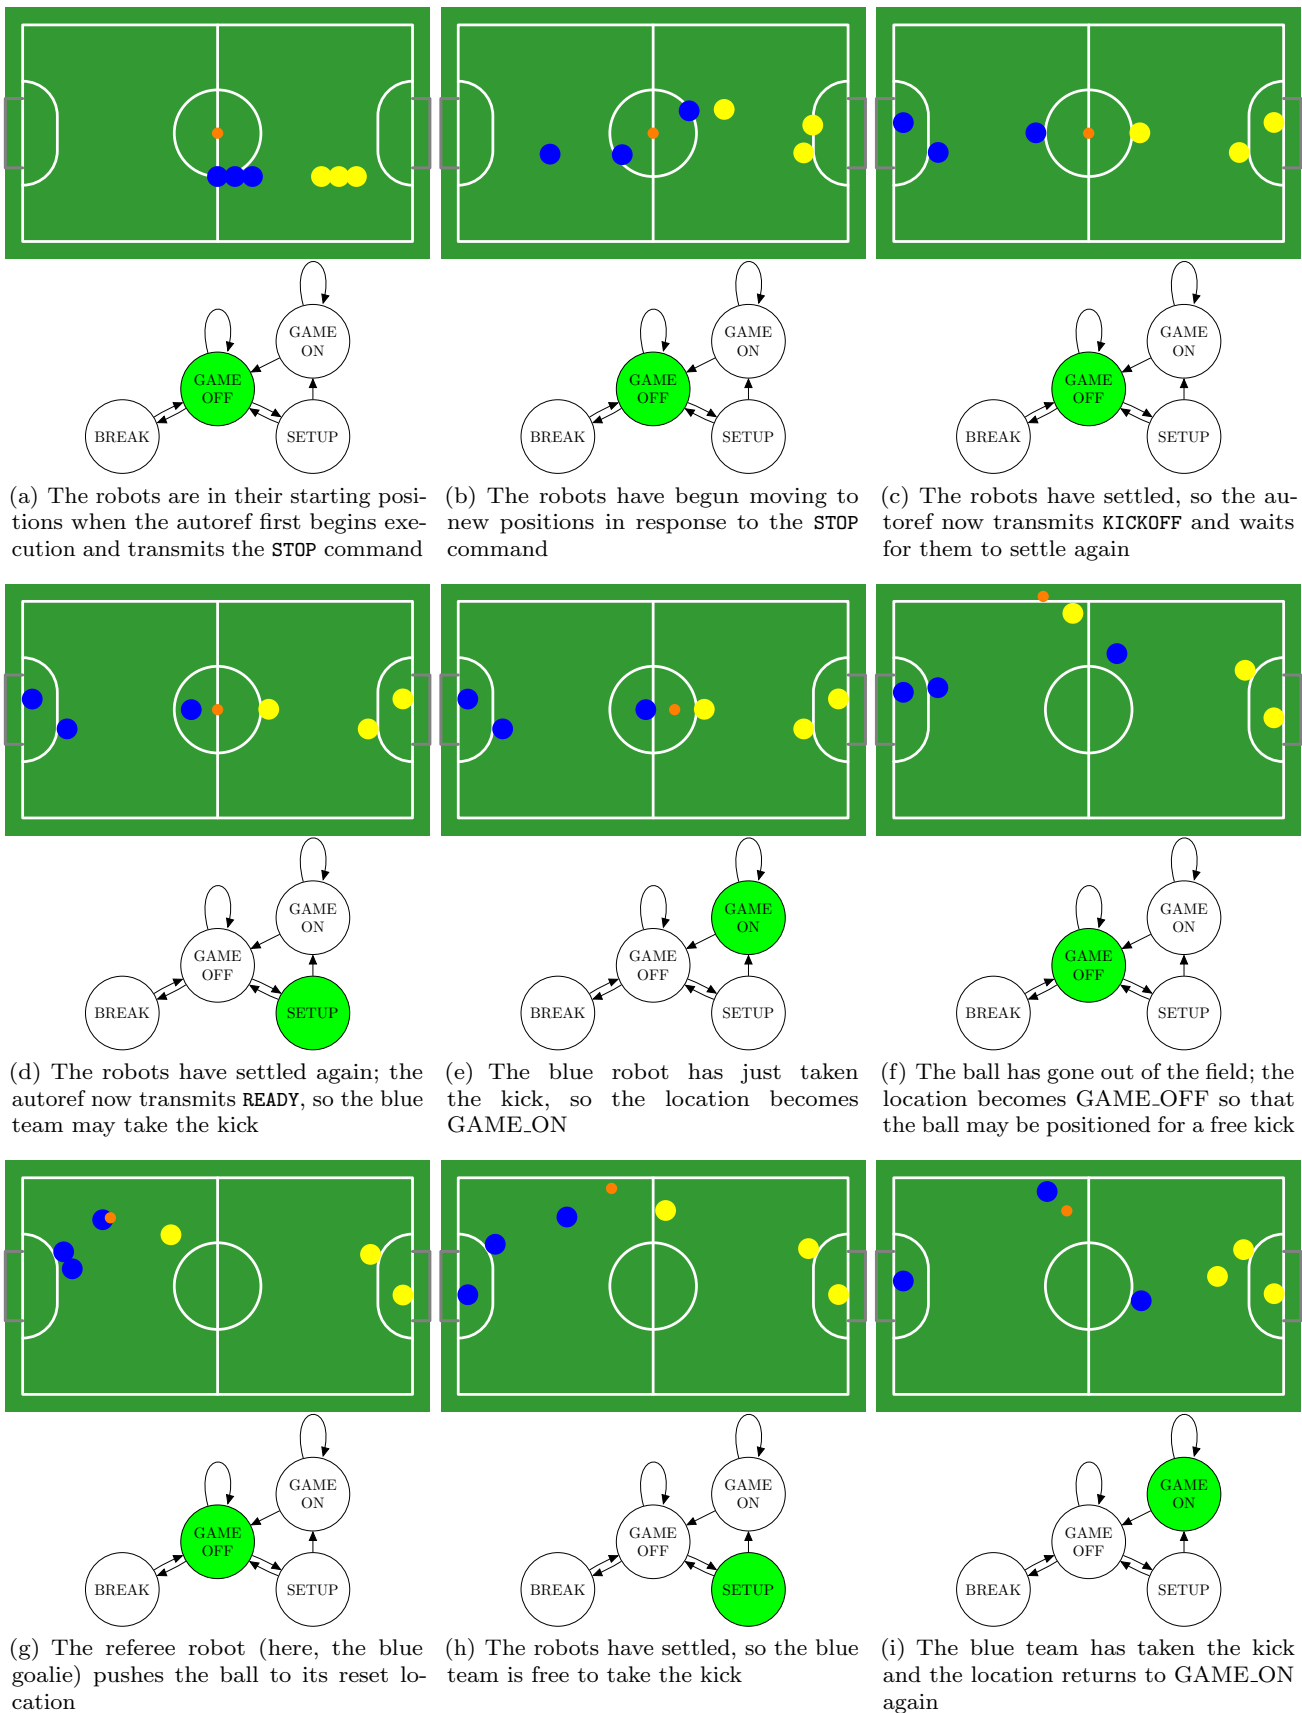 GAME
ON
GAME
OFF
BREAK
SETUP
GAME
ON
GAME
OFF
BREAK
SETUP
GAME
ON
GAME
OFF
BREAK
SETUP
(a) The robots are in their starting posi-
tions when the autoref first begins exe-
cution and transmits the STOP command
(b) The robots have begun moving to
new positions in response to the STOP
command
(c) The robots have settled, so the au-
toref now transmits KICKOFF and waits
for them to settle again
GAME
ON
GAME
OFF
BREAK
SETUP
GAME
ON
GAME
OFF
BREAK
SETUP
GAME
ON
GAME
OFF
BREAK
SETUP
(d) The robots have settled again; the
autoref now transmits READY, so the blue
team may take the kick
(e) The blue robot has just taken
the kick, so the location becomes
GAME_ON
(f) The ball has gone out of the field; the
location becomes GAME_OFF so that
the ball may be positioned for a free kick
GAME
ON
GAME
OFF
BREAK
SETUP
GAME
ON
GAME
OFF
BREAK
SETUP
GAME
ON
GAME
OFF
BREAK
SETUP
(g) The referee robot (here, the blue
goalie) pushes the ball to its reset lo-
cation
(h) The robots have settled, so the blue
team is free to take the kick
(i) The blue team has taken the kick
and the location returns to GAME_ON
again